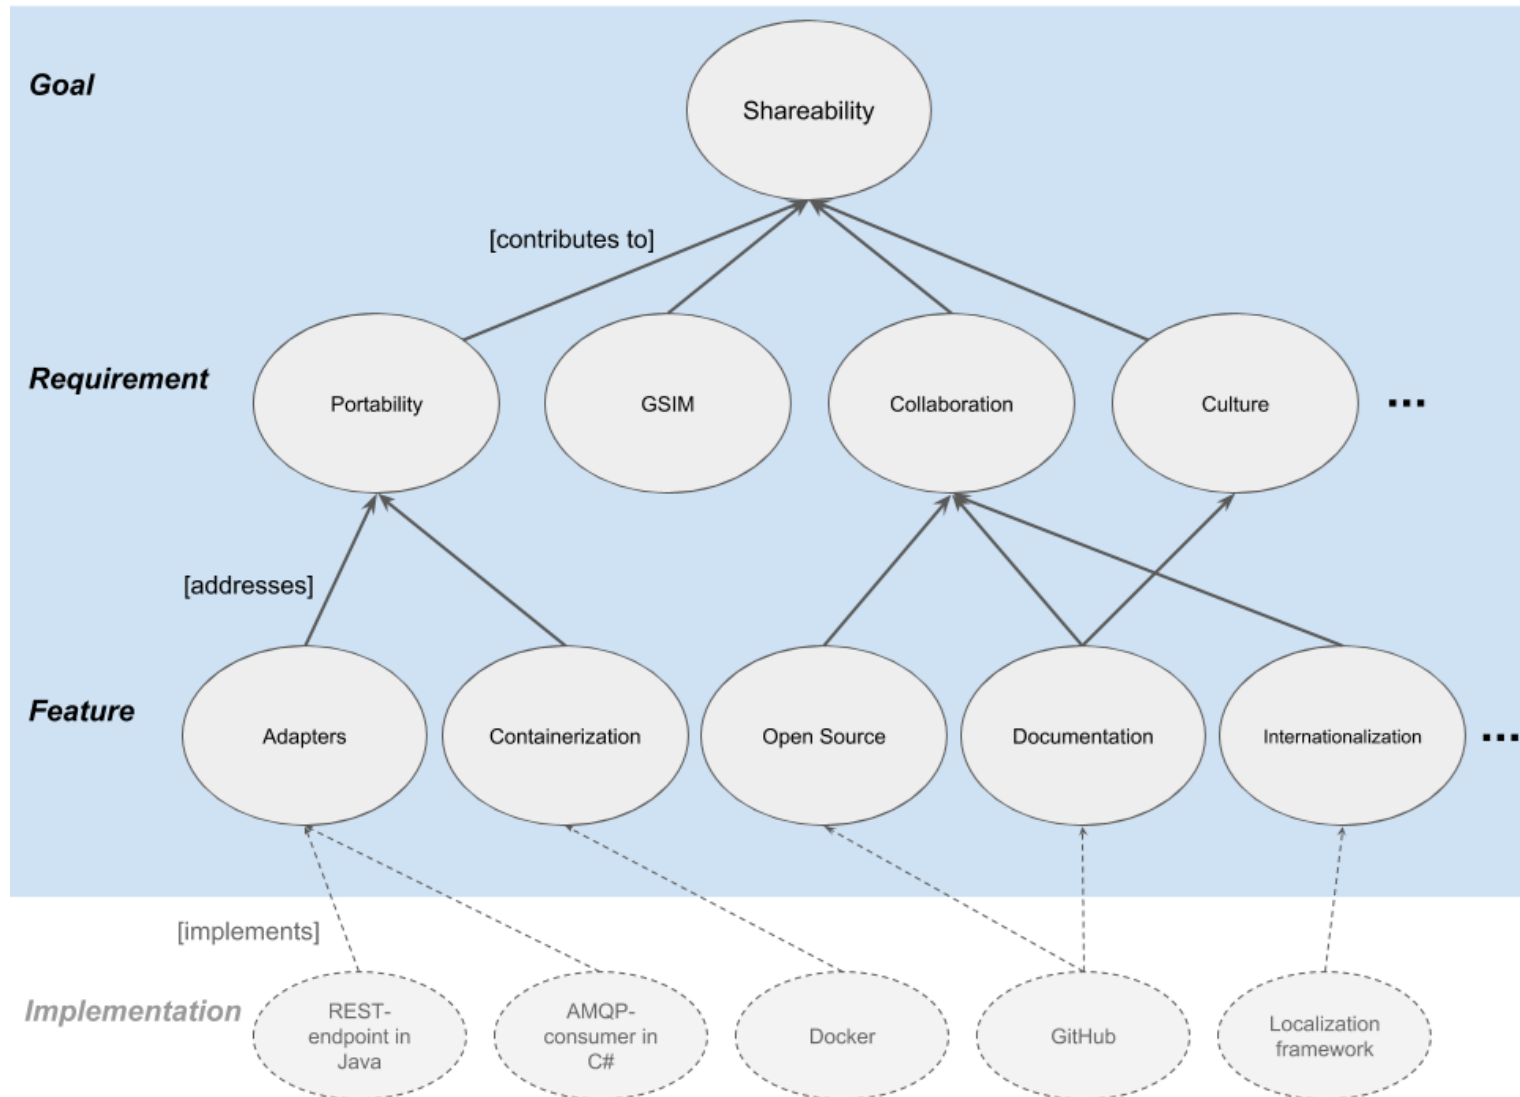 Goal
Shareability
[contributes to]
Requirement
Portability
GSIM
Collaboration
Culture
...
[addresses]
Feature
Adapters
Containerization
Open Source
Documentation
Internationalization
...
[implements]
Implementation
REST-
endpoint in
Java
AMQP-
consumer in
C#
Docker
GitHub
Localization
framework